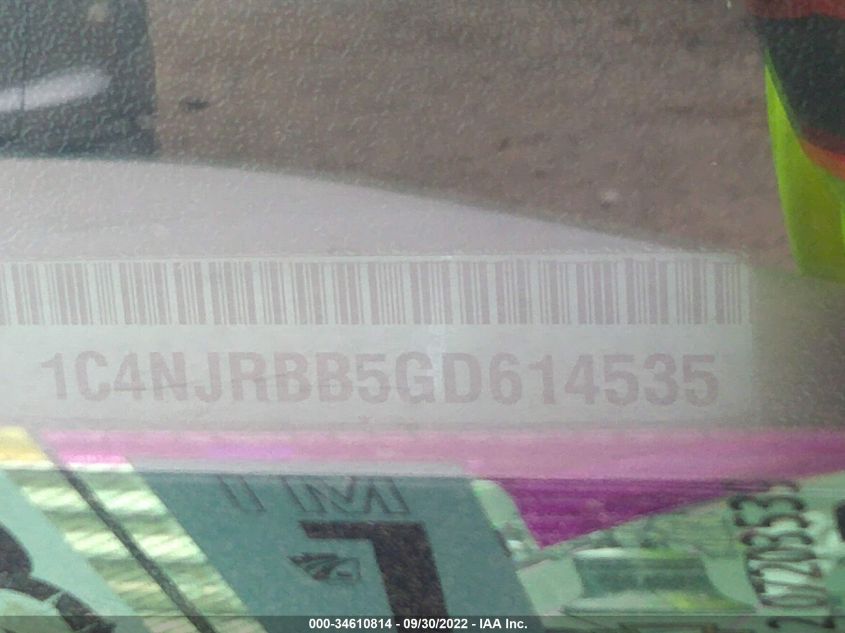 1C4NJRBB5GD614535
000-34610814 - 09/30/2022 - IAA Inc.